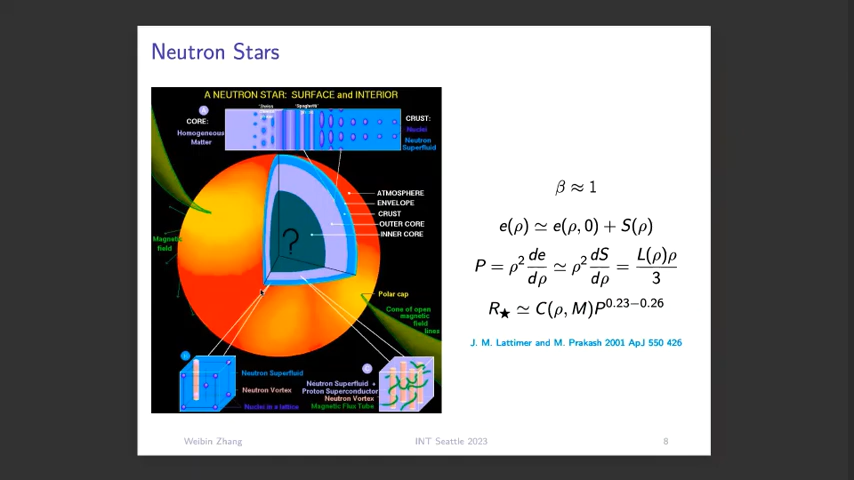 Neutron Stars
A NEUTRON STAR: SURFACE and INTERIOR
CORE:
Homogeneous
Matter
CRUST:
Nuclei
Neutron
Superfluid
ATMOSPHERE
ENVELOPE
CRUST
OUTER CORE
INNER CORE
?
Magnetic
field
Polar cap
Cone of open
magnetic
field
lines
Neutron Superfluid
Neutron Vortex
Nuclei in a lattice
Neutron Superfluid +
Proton Superconductor
Neutron Vortex
Magnetic Flux Tube
β ≈ 1
e(ρ) ≃ e(ρ, 0) + S(ρ)
P = ρ² de/dρ ≃ ρ² dS/dρ = L(ρ)ρ/3
R★ ≃ C(ρ, M)P^0.23−0.26
J. M. Lattimer and M. Prakash 2001 ApJ 550 426
Weibin Zhang
INT Seattle 2023
8